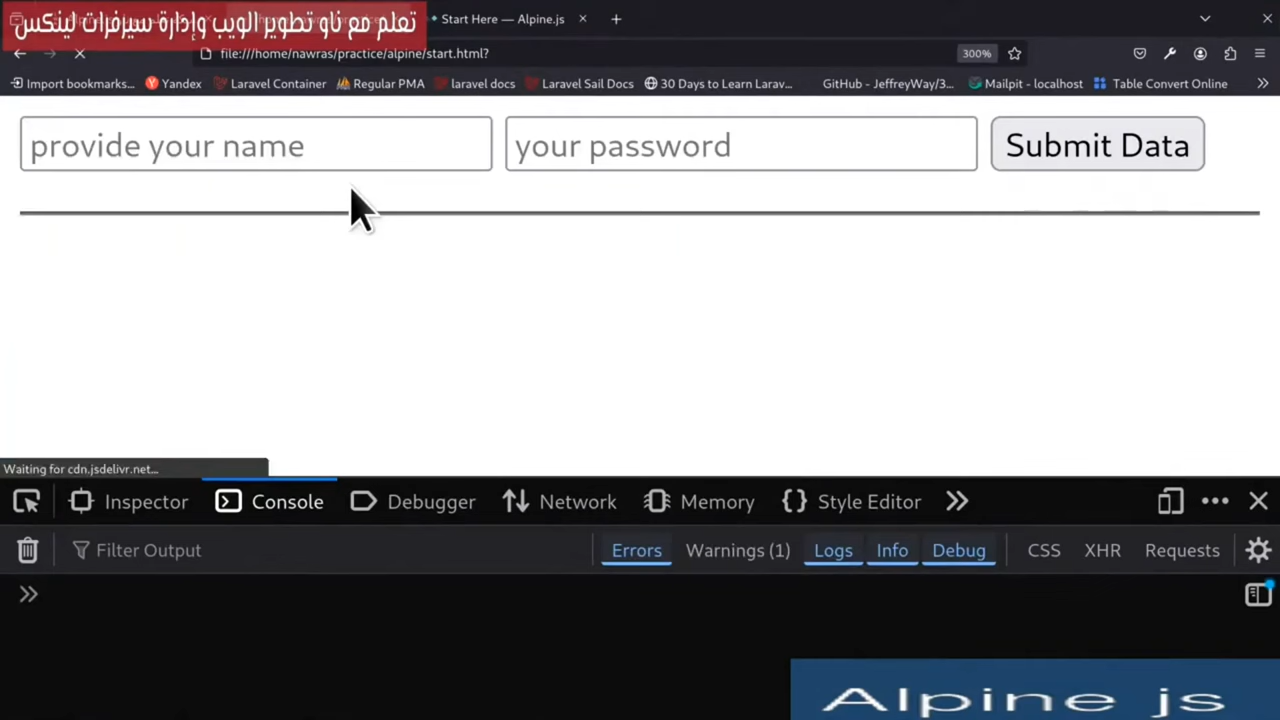 تعلم مع ناو تطوير الويب وإدارة سيرفرات لينكس
Start Here — Alpine.js
file:///home/nawras/practice/alpine/start.html?
300%
Import bookmarks...
Yandex
Laravel Container
Regular PMA
laravel docs
Laravel Sail Docs
30 Days to Learn Larav...
GitHub - JeffreyWay/3...
Mailpit - localhost
Table Convert Online
provide your name
your password
Submit Data
Waiting for cdn.jsdelivr.net...
Inspector
Console
Debugger
Network
Memory
Style Editor
Filter Output
Errors
Warnings (1)
Logs
Info
Debug
CSS
XHR
Requests
Alpine js